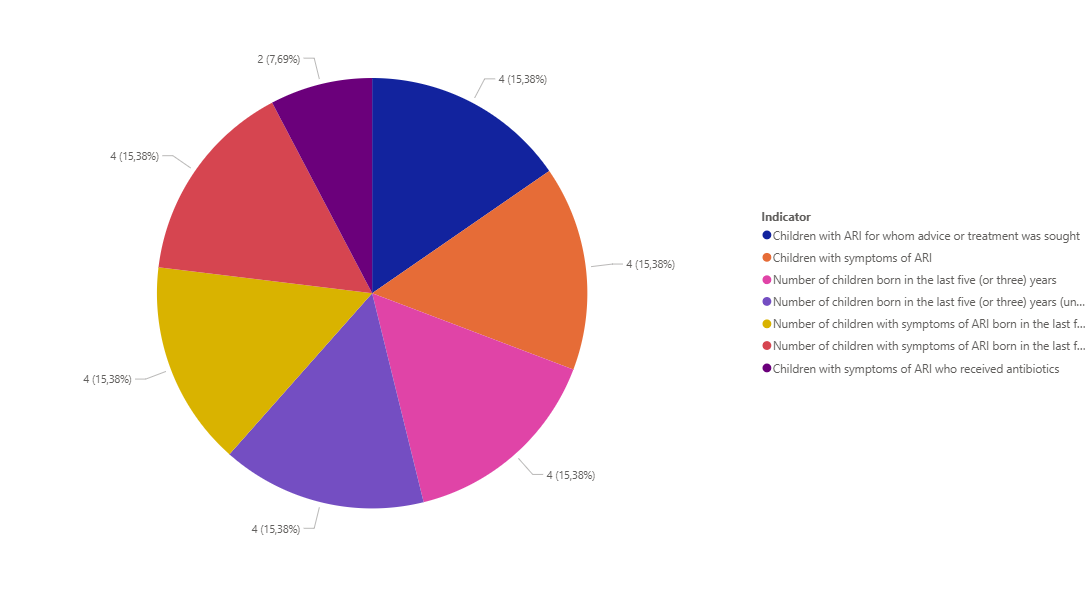 2 (7,69%)
4 (15,38%)
4 (15,38%)
4 (15,38%)
4 (15,38%)
4 (15,38%)
4 (15,38%)
Indicator
Children with ARI for whom advice or treatment was sought
Children with symptoms of ARI
Number of children born in the last five (or three) years
Number of children born in the last five (or three) years (un...
Number of children with symptoms of ARI born in the last f...
Number of children with symptoms of ARI born in the last f...
Children with symptoms of ARI who received antibiotics